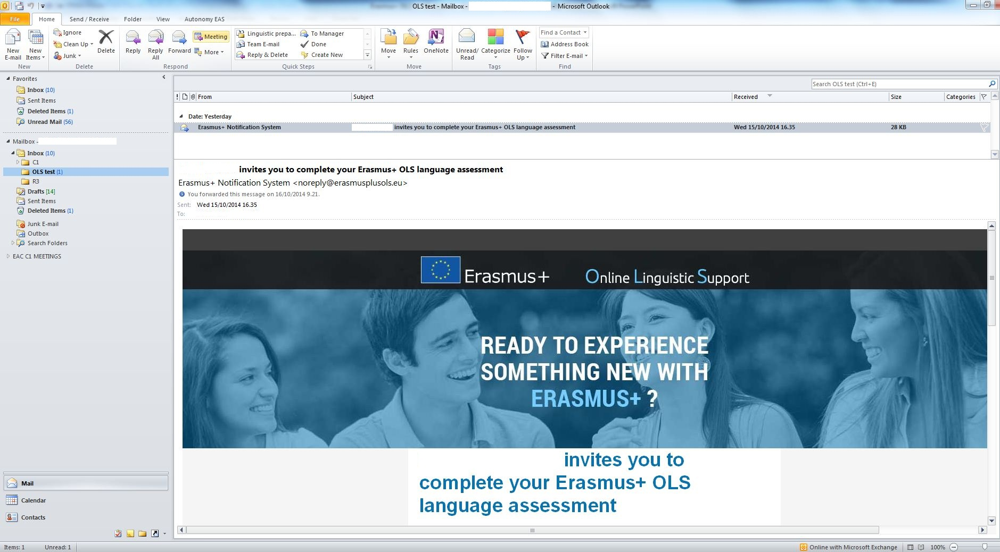 OLS test - Mailbox - - Microsoft Outlook
File Home Send / Receive Folder View Autonomy EAS
New E-mail
New Items
New
Ignore
Clean Up
Junk
Delete
Delete
Reply
Reply All
Forward
Meeting
More
Respond
Linguistic prepa...
Team E-mail
Reply & Delete
To Manager
Done
Create New
Quick Steps
Move
Rules
OneNote
Move
Unread/ Read
Categorize
Follow Up
Tags
Find a Contact
Address Book
Filter E-mail
Find
Favorites
Inbox (10)
Sent Items
Deleted Items (1)
Unread Mail (56)
Mailbox -
Inbox (10)
C1
OLS test (1)
R3
Drafts [14]
Sent Items
Deleted Items (1)
Junk E-mail
Outbox
Search Folders
EAC C1 MEETINGS
Mail
Calendar
Contacts
Search OLS test (Ctrl+E)
From Subject Received Size Categories
Date: Yesterday
Erasmus+ Notification System invites you to complete your Erasmus+ OLS language assessment Wed 15/10/2014 16.35 28 KB
invites you to complete your Erasmus+ OLS language assessment
Erasmus+ Notification System <noreply@erasmusplusols.eu>
You forwarded this message on 16/10/2014 9.21.
Sent: Wed 15/10/2014 16.35
To:
Erasmus+ Online Linguistic Support
READY TO EXPERIENCE
SOMETHING NEW WITH
ERASMUS+ ?
invites you to
complete your Erasmus+ OLS
language assessment
Items: 1 Unread: 1 Online with Microsoft Exchange 100%